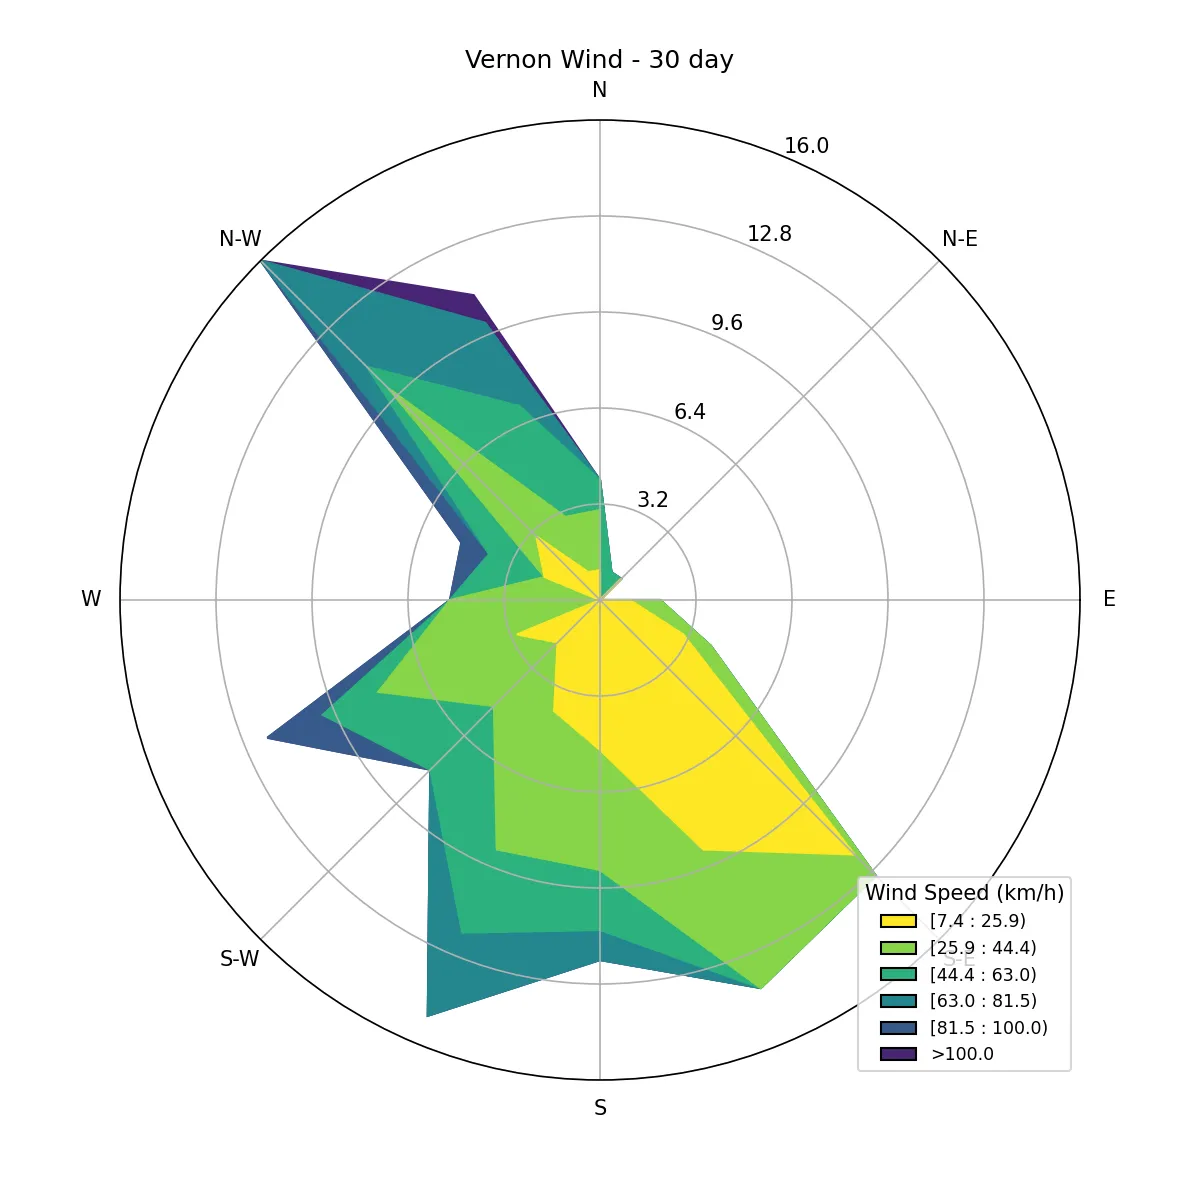 Vernon Wind - 30 day
N
16.0
12.8
N-W
N-E
9.6
6.4
3.2
W
E
Wind Speed (km/h)
[7.4 : 25.9)
[25.9 : 44.4)
S-W
S-E
[44.4 : 63.0)
[63.0 : 81.5)
[81.5 : 100.0)
>100.0
S